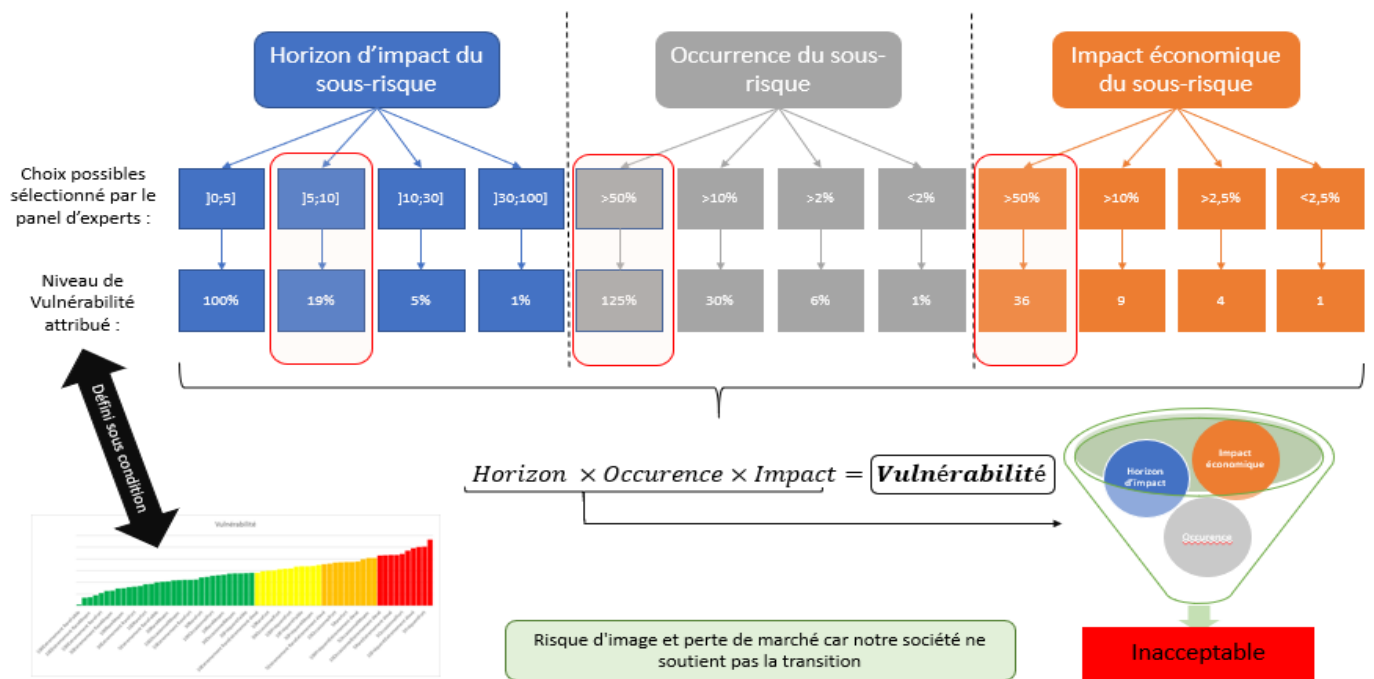 Horizon d’impact du
sous-risque
Occurrence du sous-
risque
Impact économique
du sous-risque
Choix possibles
sélectionné par le
panel d’experts :
]0;5]
]5;10]
]10;30]
]30;100]
>50%
>10%
>2%
<2%
>50%
>10%
>2,5%
<2,5%
Niveau de
Vulnérabilité
attribué :
100%
19%
5%
1%
125%
30%
6%
1%
36
9
4
1
Défini sous condition
Horizon × Occurence × Impact = Vulnérabilité
Impact
économique
Horizon
d’impact
Occurence
Vulnérabilité
Risque d'image et perte de marché car notre société ne
soutient pas la transition
Inacceptable